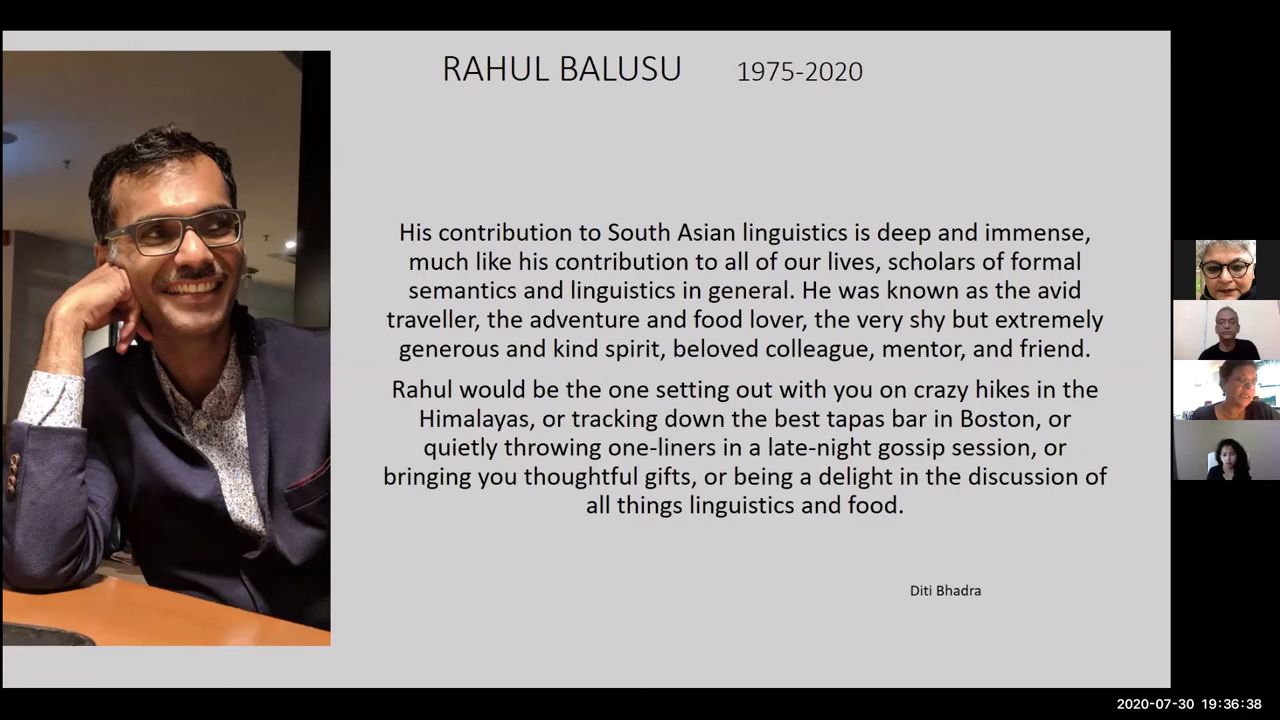 RAHUL BALUSU 1975-2020
His contribution to South Asian linguistics is deep and immense,
much like his contribution to all of our lives, scholars of formal
semantics and linguistics in general. He was known as the avid
traveller, the adventure and food lover, the very shy but extremely
generous and kind spirit, beloved colleague, mentor, and friend.
Rahul would be the one setting out with you on crazy hikes in the
Himalayas, or tracking down the best tapas bar in Boston, or
quietly throwing one-liners in a late-night gossip session, or
bringing you thoughtful gifts, or being a delight in the discussion of
all things linguistics and food.
Diti Bhadra
2020-07-30 19:36:38